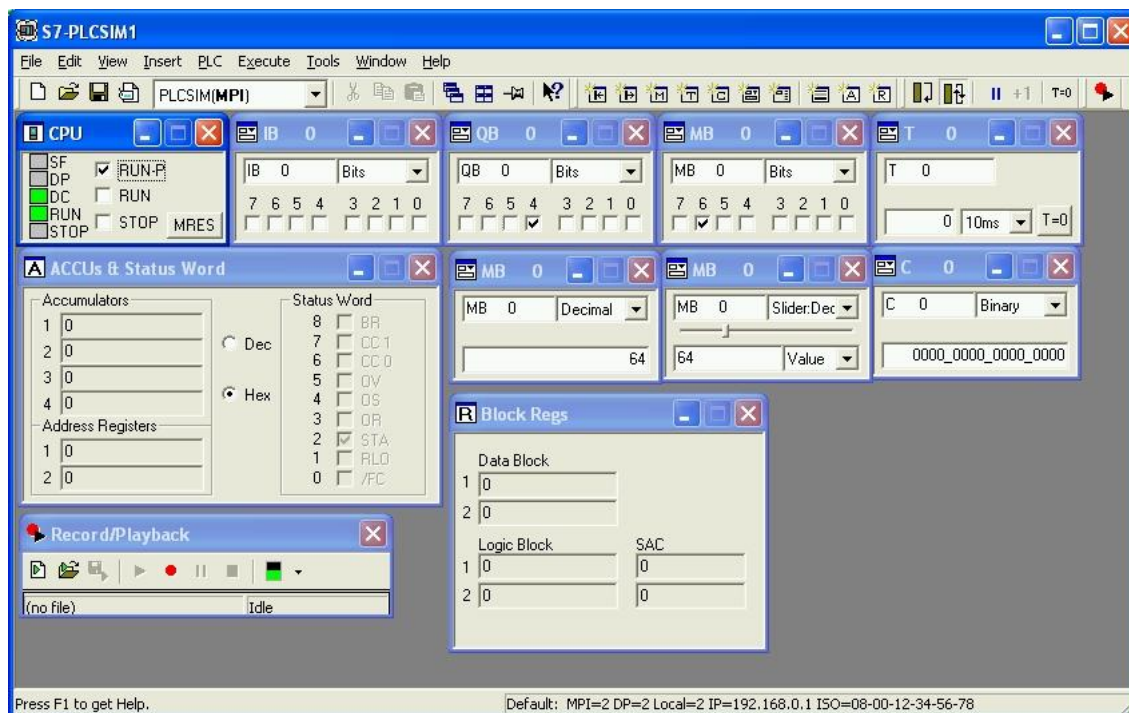 S7-PLCSIM1
File Edit View Insert PLC Execute Tools Window Help
PLCSIM(MPI)
+1 T=0
CPU
SF
DP
DC
RUN
STOP
RUN-P
RUN
STOP
MRES
IB 0
IB 0 Bits
7 6 5 4 3 2 1 0
QB 0
QB 0 Bits
7 6 5 4 3 2 1 0
MB 0
MB 0 Bits
7 6 5 4 3 2 1 0
T 0
T 0
0 10ms T=0
A ACCUs & Status Word
Accumulators
1 0
2 0
3 0
4 0
Address Registers
1 0
2 0
Dec
Hex
Status Word
8 BR
7 CC 1
6 CC 0
5 OV
4 OS
3 OR
2 STA
1 RLO
0 /FC
MB 0
MB 0 Decimal
64
MB 0
MB 0 Slider:Dec
64 Value
C 0
C 0 Binary
0000_0000_0000_0000
R Block Regs
Data Block
1 0
2 0
Logic Block SAC
1 0 0
2 0 0
Record/Playback
(no file) Idle
Press F1 to get Help. Default: MPI=2 DP=2 Local=2 IP=192.168.0.1 ISO=08-00-12-34-56-78